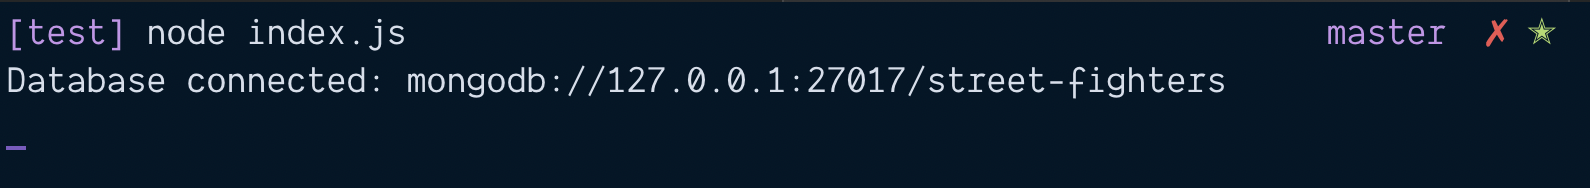 [test] node index.js master ✗ ✭
Database connected: mongodb://127.0.0.1:27017/street-fighters